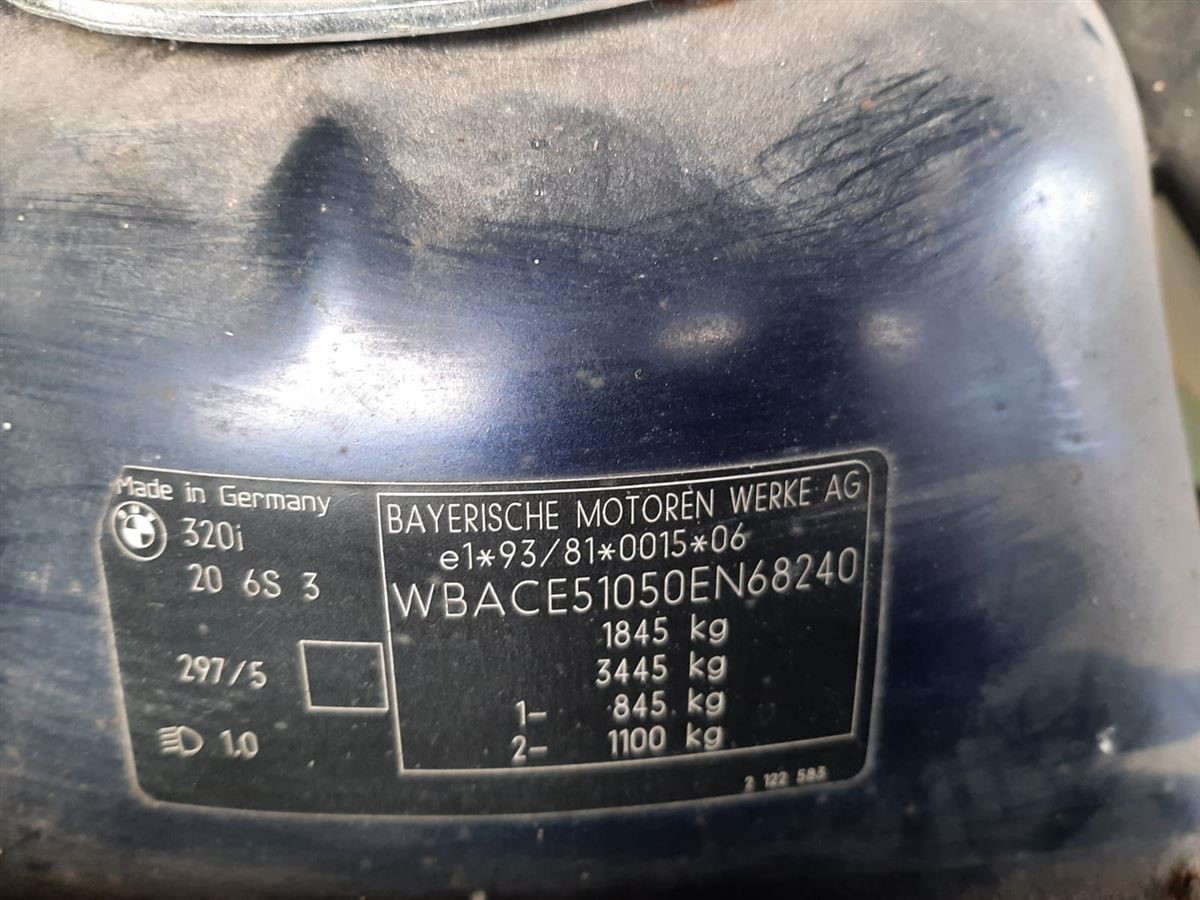 Made in Germany
320i
20 6S 3
297/5
1.0
BAYERISCHE MOTOREN WERKE AG
e1*93/81*0015*06
WBACE51050EN68240
1845 kg
3445 kg
1- 845 kg
2- 1100 kg
2 122 583